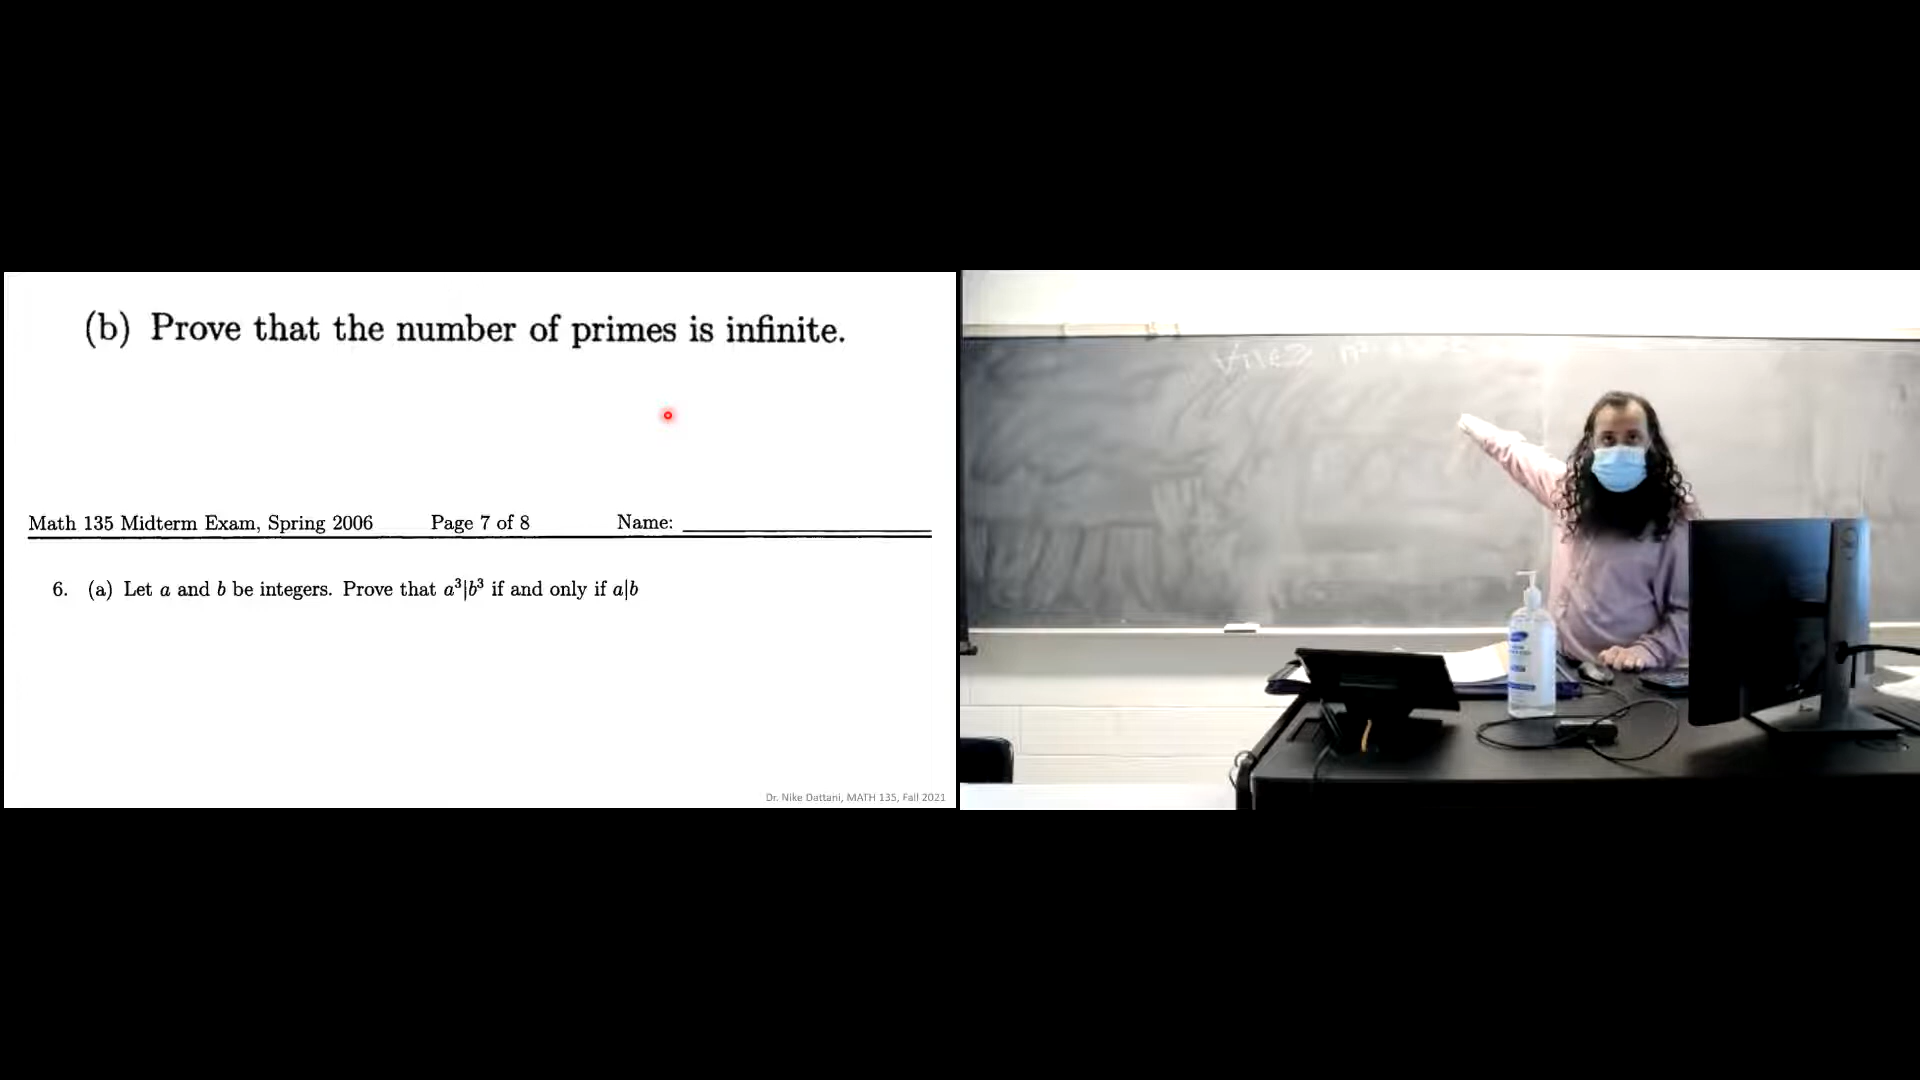 (b) Prove that the number of primes is infinite.
Math 135 Midterm Exam, Spring 2006 Page 7 of 8 Name:
6. (a) Let a and b be integers. Prove that a³|b³ if and only if a|b
Dr. Nike Dattani, MATH 135, Fall 2021